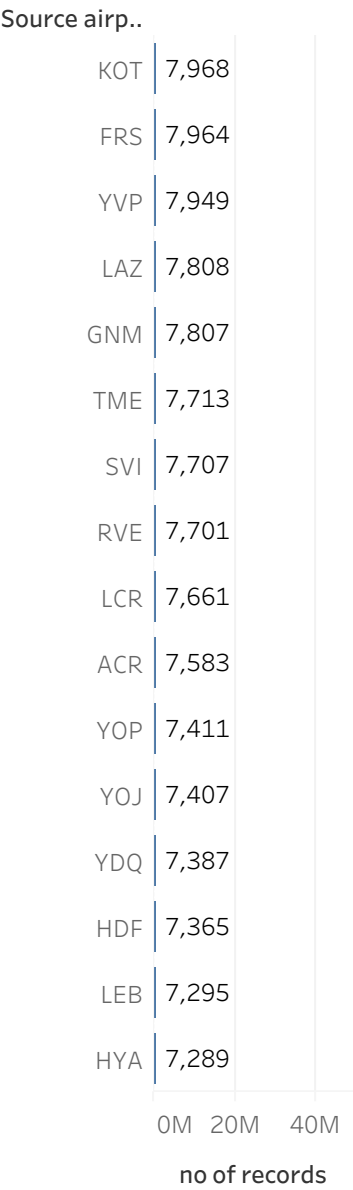 Source airp..
KOT 7,968
FRS 7,964
YVP 7,949
LAZ 7,808
GNM 7,807
TME 7,713
SVI 7,707
RVE 7,701
LCR 7,661
ACR 7,583
YOP 7,411
YOJ 7,407
YDQ 7,387
HDF 7,365
LEB 7,295
HYA 7,289
0M 20M 40M
no of records